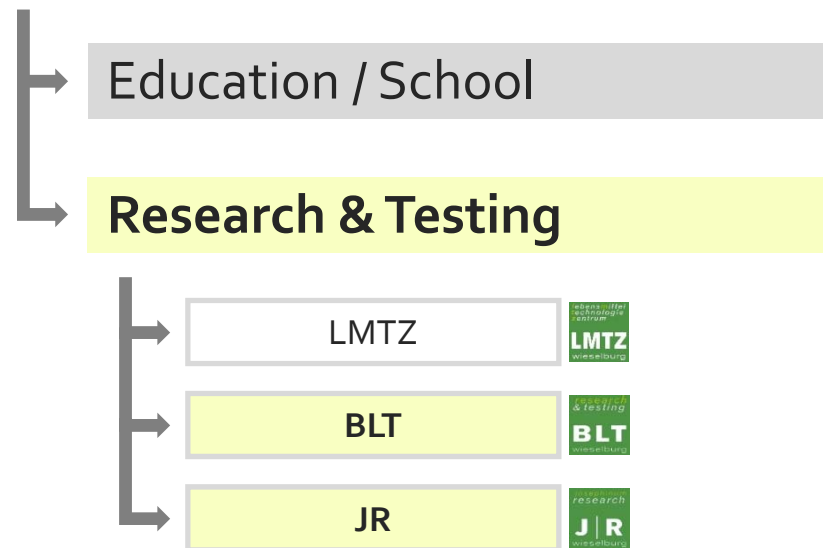 Education / School
Research & Testing
LMTZ
lebensmittel
technologie
zentrum
LMTZ
wieselburg
BLT
research
& testing
BLT
wieselburg
JR
josephinum
research
J|R
wieselburg